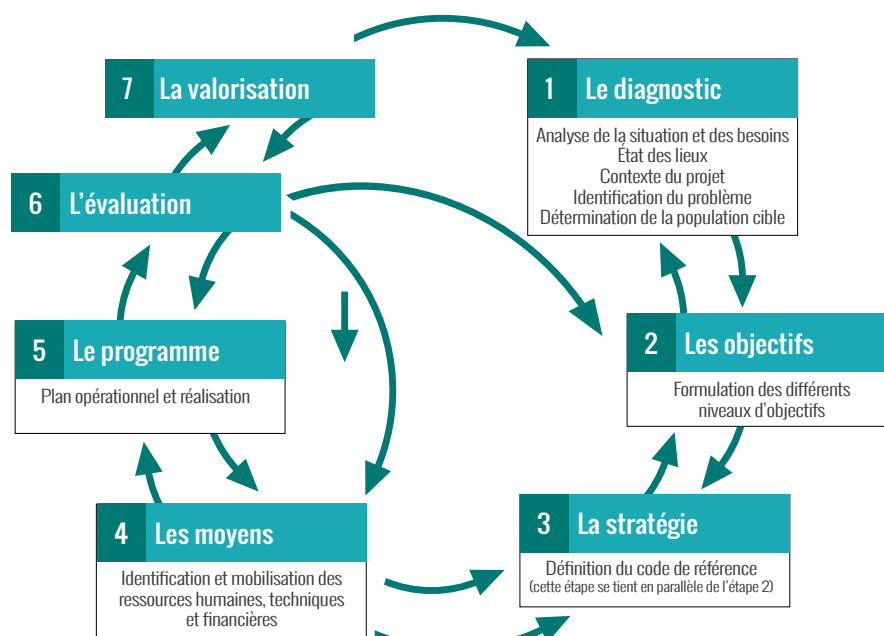 7 La valorisation
1 Le diagnostic
Analyse de la situation et des besoins
État des lieux
Contexte du projet
Identification du problème
Détermination de la population cible
6 L’évaluation
5 Le programme
Plan opérationnel et réalisation
2 Les objectifs
Formulation des différents
niveaux d’objectifs
4 Les moyens
Identification et mobilisation des
ressources humaines, techniques
et financières
3 La stratégie
Définition du code de référence
(cette étape se tient en parallèle de l’étape 2)